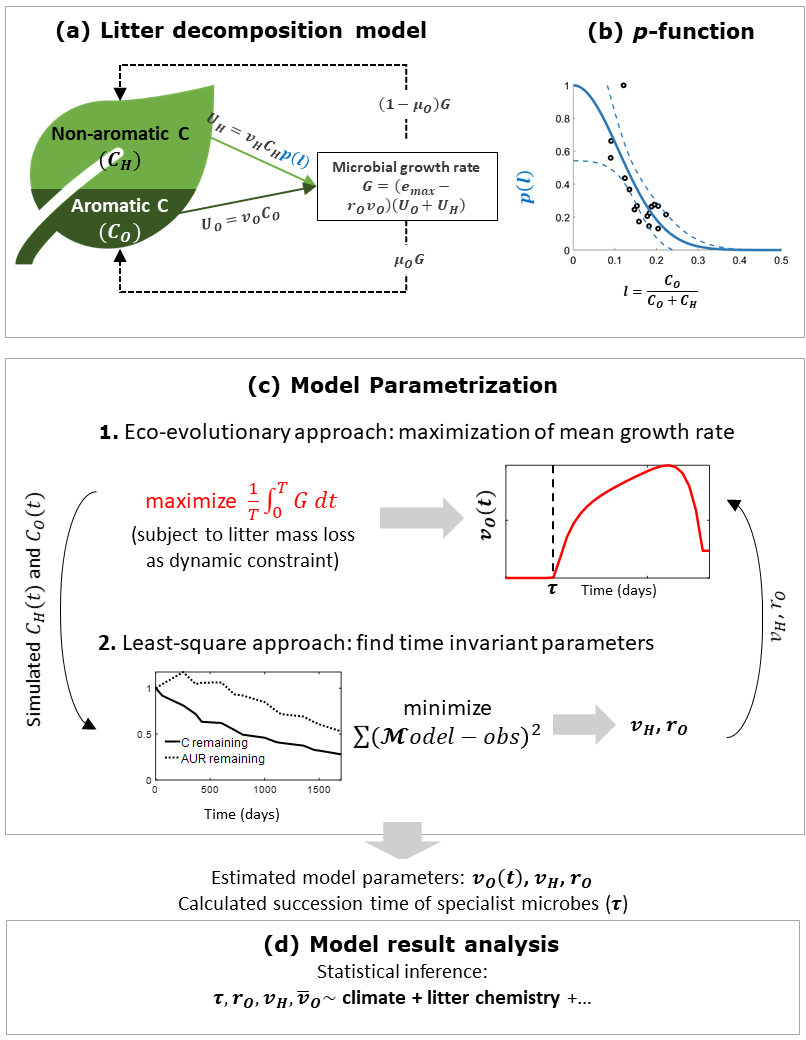 (a) Litter decomposition model
(1−μ_O)G
Non-aromatic C
(C_H)
U_H = v_H C_H p(l)
Aromatic C
(C_O)
U_O = v_O C_O
Microbial growth rate
G = (e_max −
r_O v_O)(U_O + U_H)
μ_O G
(b) p-function
p(l)
1
0.8
0.6
0.4
0.2
0
0 0.1 0.2 0.3 0.4 0.5
l = C_O / (C_O + C_H)
(c) Model Parametrization
1. Eco-evolutionary approach: maximization of mean growth rate
maximize 1/T ∫_0^T G dt
(subject to litter mass loss
as dynamic constraint)
v_O(t)
τ Time (days)
Simulated C_H(t) and C_O(t)
v_H, r_O
2. Least-square approach: find time invariant parameters
1
0.5
0
C remaining
AUR remaining
0 500 1000 1500
Time (days)
minimize
∑(Model − obs)²
v_H, r_O
Estimated model parameters: v_O(t), v_H, r_O
Calculated succession time of specialist microbes (τ)
(d) Model result analysis
Statistical inference:
τ, r_O, v_H, v̅_O ~ climate + litter chemistry +...